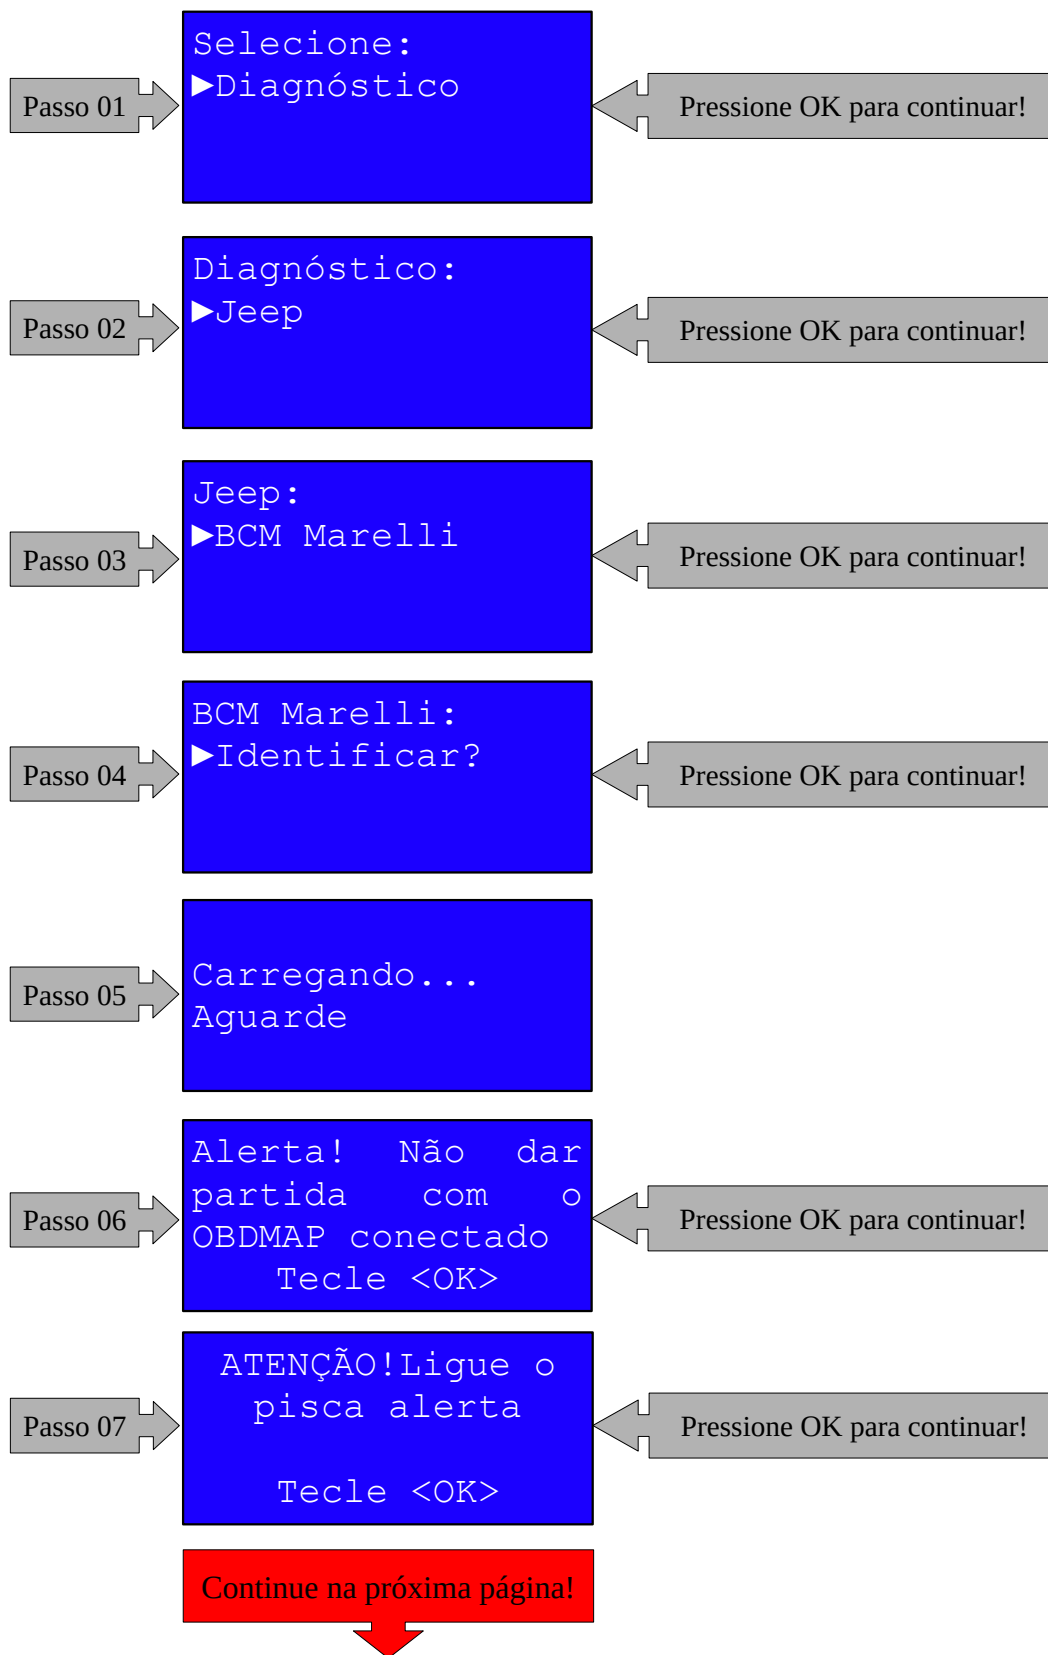 Selecione:
►Diagnóstico
Passo 01
Pressione OK para continuar!
Diagnóstico:
►Jeep
Passo 02
Pressione OK para continuar!
Jeep:
►BCM Marelli
Passo 03
Pressione OK para continuar!
BCM Marelli:
►Identificar?
Passo 04
Pressione OK para continuar!
Carregando...
Aguarde
Passo 05
Alerta! Não dar
partida com o
OBDMAP conectado
Tecle <OK>
Passo 06
Pressione OK para continuar!
ATENÇÃO!Ligue o
pisca alerta
Tecle <OK>
Passo 07
Pressione OK para continuar!
Continue na próxima página!